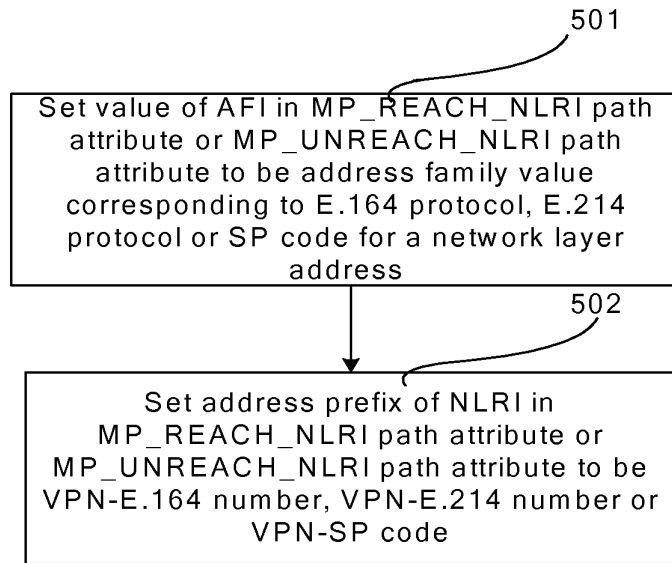 501
Set value of AFI in MP_REACH_NLRI path
attribute or MP_UNREACH_NLRI path
attribute to be address family value
corresponding to E.164 protocol, E.214
protocol or SP code for a network layer
address
502
Set address prefix of NLRI in
MP_REACH_NLRI path attribute or
MP_UNREACH_NLRI path attribute to be
VPN-E.164 number, VPN-E.214 number or
VPN-SP code